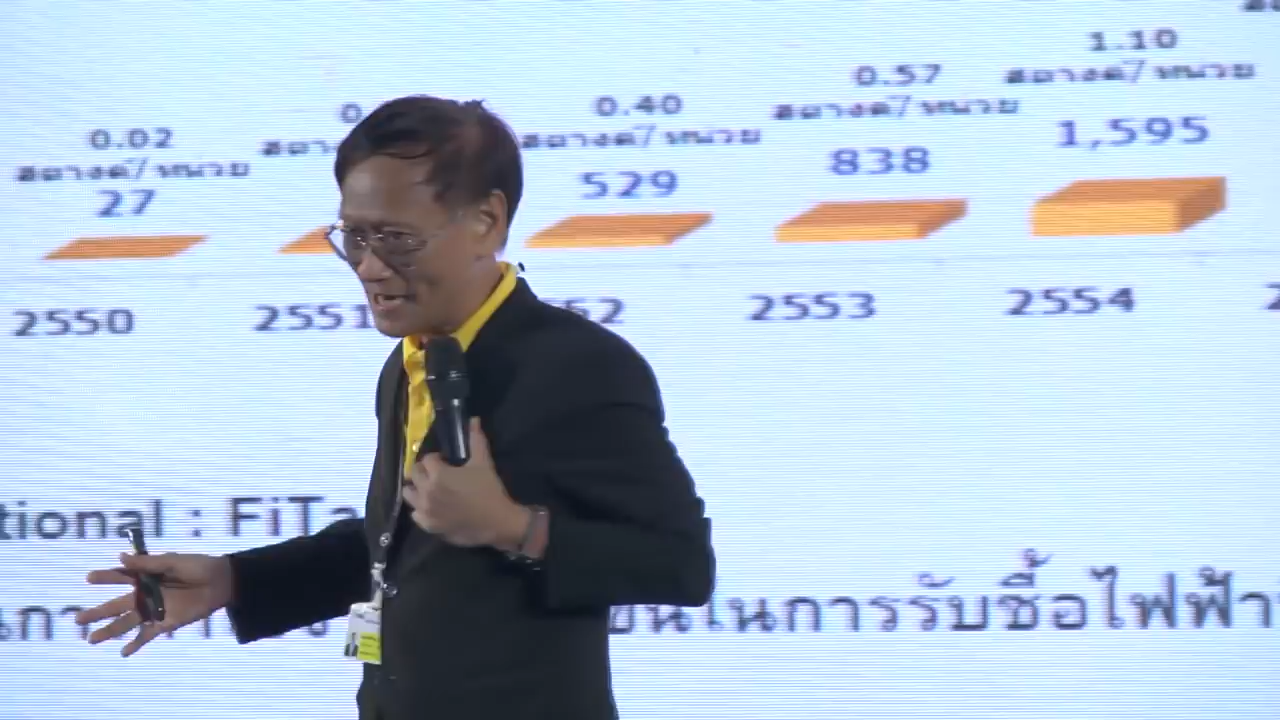 1.10
0.57 สตางค์/หน่วย
0.40 สตางค์/หน่วย 1,595
0.02 สตางค์/หน่วย 838
สตางค์/หน่วย 529
27
2550 2551 2553 2554
tional : FiT
ในการรับซื้อไฟฟ้า